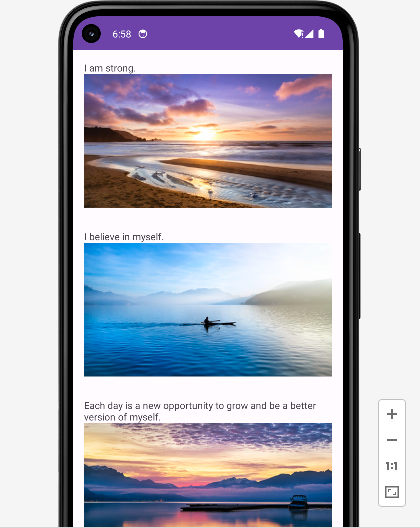 6:58
I am strong.
I believe in myself.
Each day is a new opportunity to grow and be a better
version of myself.
1:1